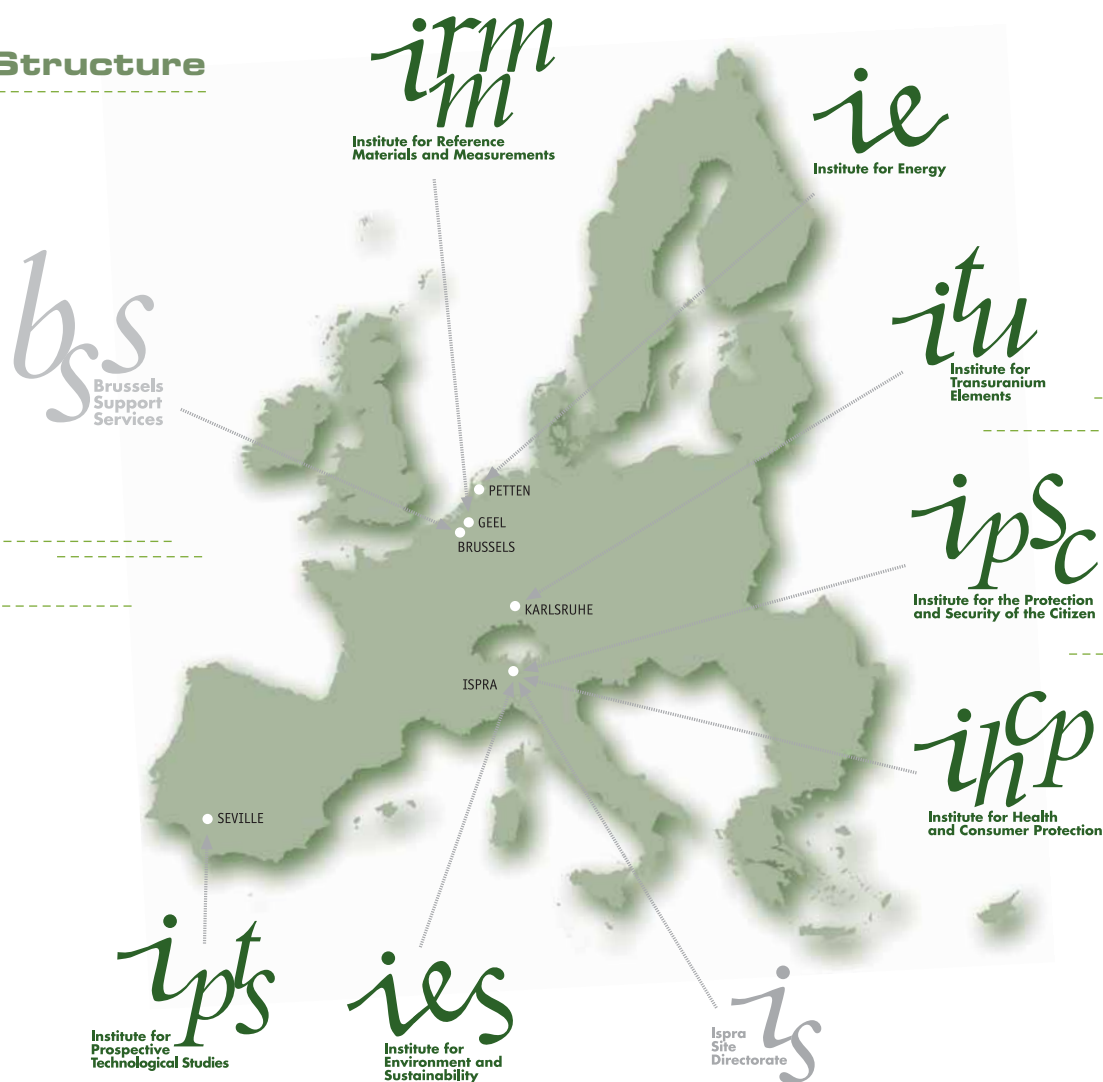 Structure
irm
m
Institute for Reference
Materials and Measurements
ie
Institute for Energy
bss
Brussels
Support
Services
itu
Institute for
Transuranium
Elements
PETTEN
GEEL
BRUSSELS
ipsc
Institute for the Protection
and Security of the Citizen
KARLSRUHE
ISPRA
ihcp
Institute for Health
and Consumer Protection
SEVILLE
ipts
Institute for
Prospective
Technological Studies
ies
Institute for
Environment and
Sustainability
is
Ispra
Site
Directorate